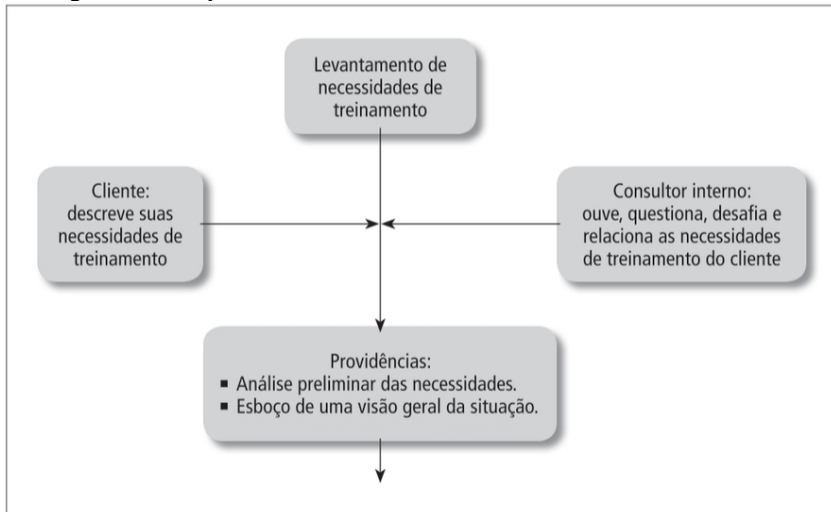 Levantamento de
necessidades de
treinamento
Cliente:
descreve suas
necessidades de
treinamento
Consultor interno:
ouve, questiona, desafia e
relaciona as necessidades
de treinamento do cliente
Providências:
▪ Análise preliminar das necessidades.
▪ Esboço de uma visão geral da situação.